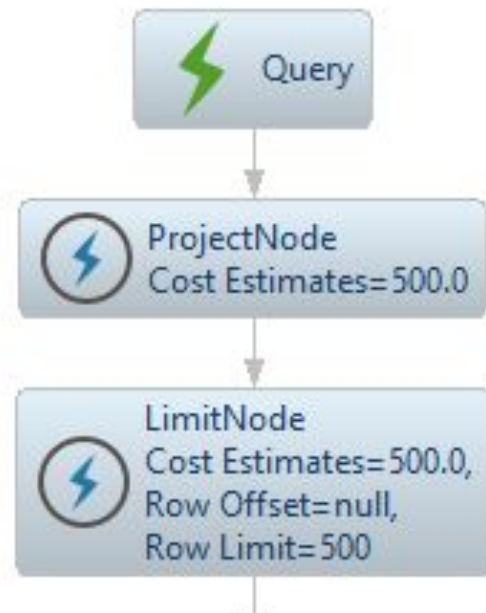 Query
ProjectNode
Cost Estimates=500.0
LimitNode
Cost Estimates=500.0,
Row Offset=null,
Row Limit=500